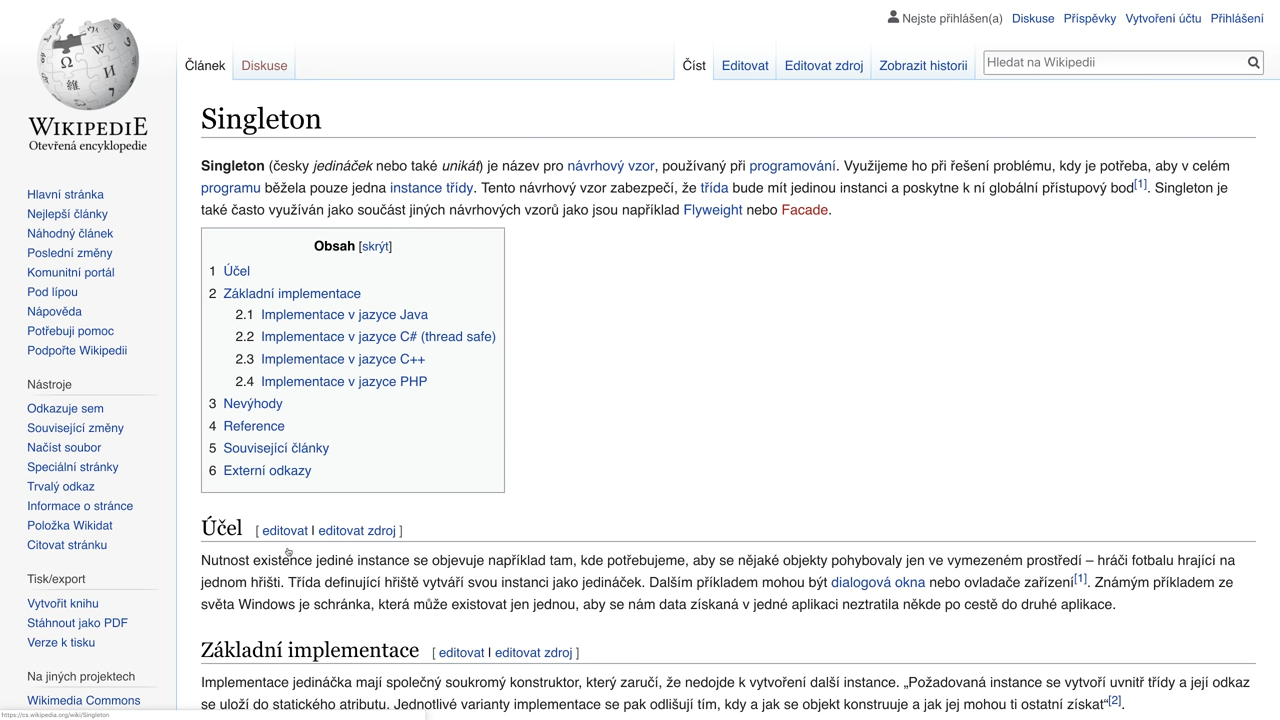 Nejste přihlášen(a) Diskuse Příspěvky Vytvoření účtu Přihlášení
Článek Diskuse Číst Editovat Editovat zdroj Zobrazit historii Hledat na Wikipedii
WIKIPEDIE
Otevřená encyklopedie
Hlavní stránka
Nejlepší články
Náhodný článek
Poslední změny
Komunitní portál
Pod lípou
Nápověda
Potřebuji pomoc
Podpořte Wikipedii
Nástroje
Odkazuje sem
Související změny
Načíst soubor
Speciální stránky
Trvalý odkaz
Informace o stránce
Položka Wikidat
Citovat stránku
Tisk/export
Vytvořit knihu
Stáhnout jako PDF
Verze k tisku
Na jiných projektech
Wikimedia Commons
https://cs.wikipedia.org/wiki/Singleton
Singleton
Singleton (česky jedináček nebo také unikát) je název pro návrhový vzor, používaný při programování. Využijeme ho při řešení problému, kdy je potřeba, aby v celém
programu běžela pouze jedna instance třídy. Tento návrhový vzor zabezpečí, že třída bude mít jedinou instanci a poskytne k ní globální přístupový bod[1]. Singleton je
také často využíván jako součást jiných návrhových vzorů jako jsou například Flyweight nebo Facade.
Obsah [skrýt]
1 Účel
2 Základní implementace
2.1 Implementace v jazyce Java
2.2 Implementace v jazyce C# (thread safe)
2.3 Implementace v jazyce C++
2.4 Implementace v jazyce PHP
3 Nevýhody
4 Reference
5 Související články
6 Externí odkazy
Účel [ editovat | editovat zdroj ]
Nutnost existence jediné instance se objevuje například tam, kde potřebujeme, aby se nějaké objekty pohybovaly jen ve vymezeném prostředí – hráči fotbalu hrající na
jednom hřišti. Třída definující hřiště vytváří svou instanci jako jedináček. Dalším příkladem mohou být dialogová okna nebo ovladače zařízení[1]. Známým příkladem ze
světa Windows je schránka, která může existovat jen jednou, aby se nám data získaná v jedné aplikaci neztratila někde po cestě do druhé aplikace.
Základní implementace [ editovat | editovat zdroj ]
Implementace jedináčka mají společný soukromý konstruktor, který zaručí, že nedojde k vytvoření další instance. „Požadovaná instance se vytvoří uvnitř třídy a její odkaz
se uloží do statického atributu. Jednotlivé varianty implementace se pak odlišují tím, kdy a jak se objekt konstruuje a jak jej mohou ti ostatní získat“[2].